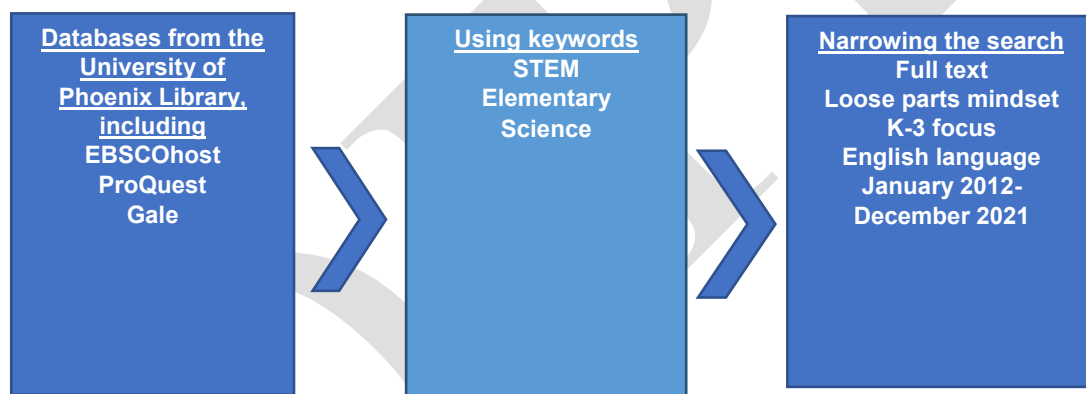 Databases from the
University of
Phoenix Library,
including
EBSCOhost
ProQuest
Gale
Using keywords
STEM
Elementary
Science
Narrowing the search
Full text
Loose parts mindset
K-3 focus
English language
January 2012-
December 2021